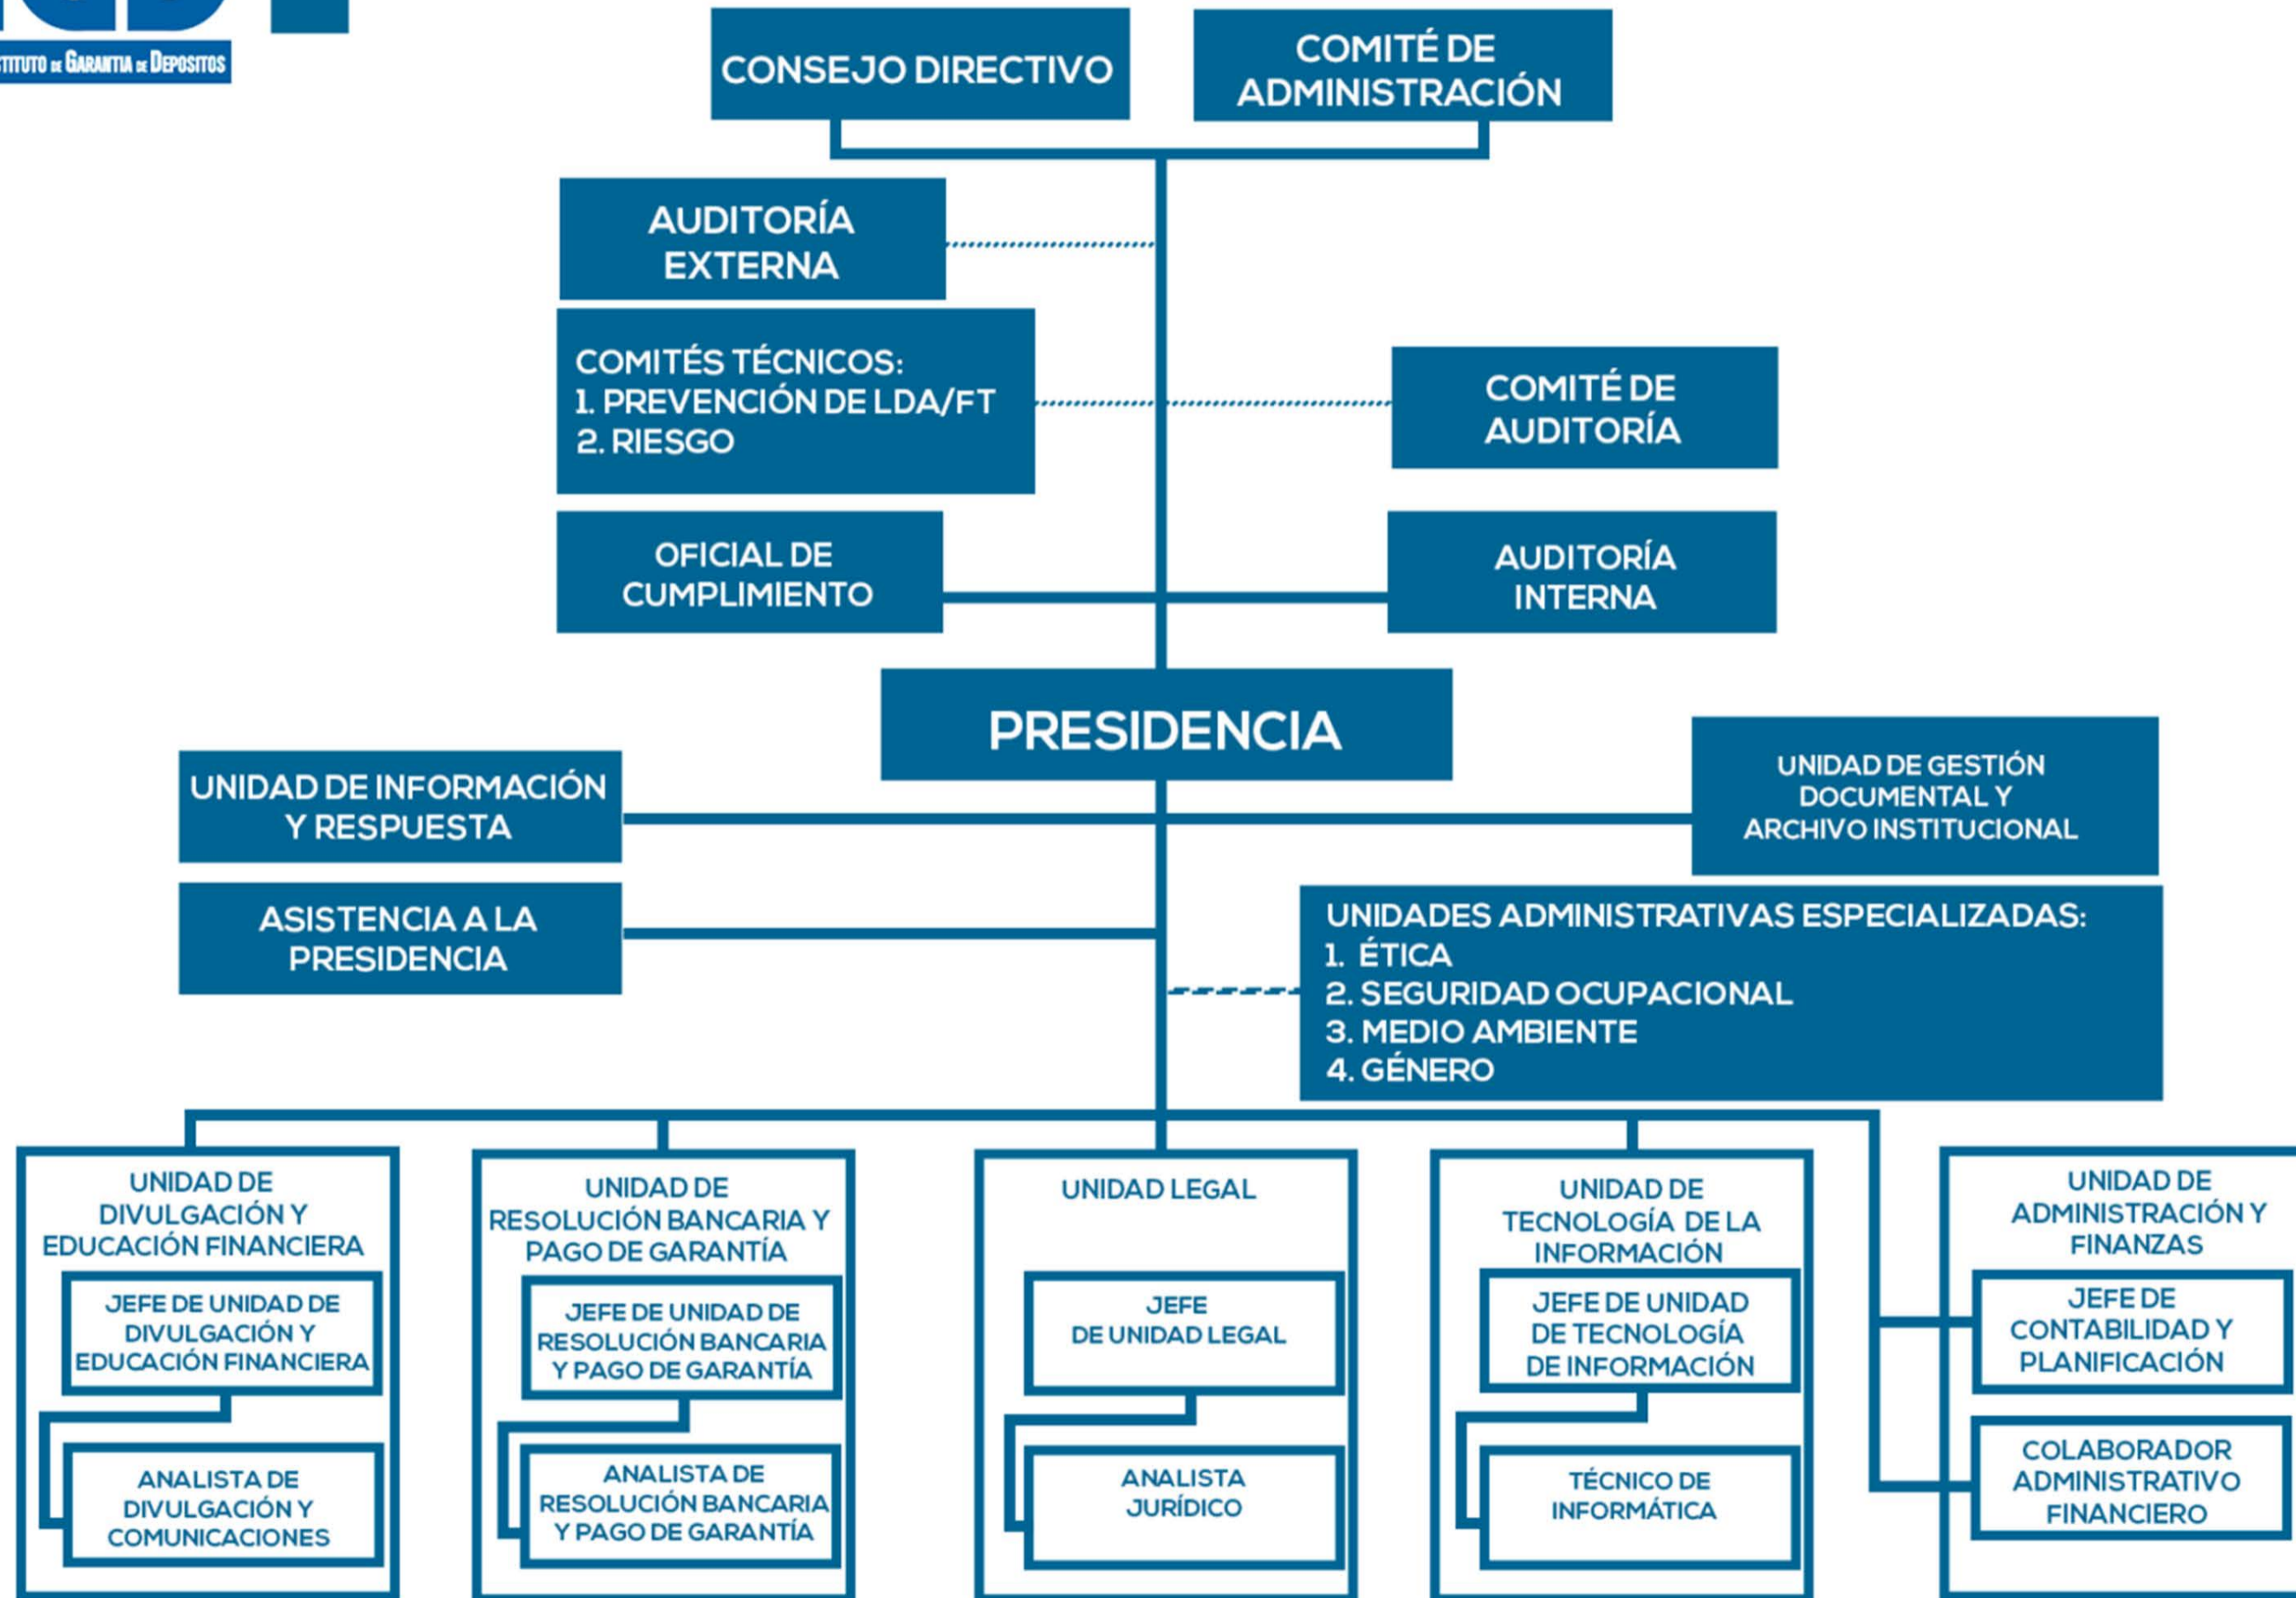 DE GARANTIA DE DEPOSITOS
CONSEJO DIRECTIVO
COMITÉ DE
ADMINISTRACIÓN
AUDITORÍA
EXTERNA
COMITÉS TÉCNICOS:
1. PREVENCIÓN DE LDA/FT
2. RIESGO
COMITÉ DE
AUDITORÍA
OFICIAL DE
CUMPLIMIENTO
AUDITORÍA
INTERNA
PRESIDENCIA
UNIDAD DE INFORMACIÓN
Y RESPUESTA
UNIDAD DE GESTIÓN
DOCUMENTAL Y
ARCHIVO INSTITUCIONAL
ASISTENCIA A LA
PRESIDENCIA
UNIDADES ADMINISTRATIVAS ESPECIALIZADAS:
1. ÉTICA
2. SEGURIDAD OCUPACIONAL
3. MEDIO AMBIENTE
4. GÉNERO
UNIDAD DE
DIVULGACIÓN Y
EDUCACIÓN FINANCIERA
JEFE DE UNIDAD DE
DIVULGACIÓN Y
EDUCACIÓN FINANCIERA
ANALISTA DE
DIVULGACIÓN Y
COMUNICACIONES
UNIDAD DE
RESOLUCIÓN BANCARIA Y
PAGO DE GARANTÍA
JEFE DE UNIDAD DE
RESOLUCIÓN BANCARIA
Y PAGO DE GARANTÍA
ANALISTA DE
RESOLUCIÓN BANCARIA
Y PAGO DE GARANTÍA
UNIDAD LEGAL
JEFE
DE UNIDAD LEGAL
ANALISTA
JURÍDICO
UNIDAD DE
TECNOLOGÍA DE LA
INFORMACIÓN
JEFE DE UNIDAD
DE TECNOLOGÍA
DE INFORMACIÓN
TÉCNICO DE
INFORMÁTICA
UNIDAD DE
ADMINISTRACIÓN Y
FINANZAS
JEFE DE
CONTABILIDAD Y
PLANIFICACIÓN
COLABORADOR
ADMINISTRATIVO
FINANCIERO